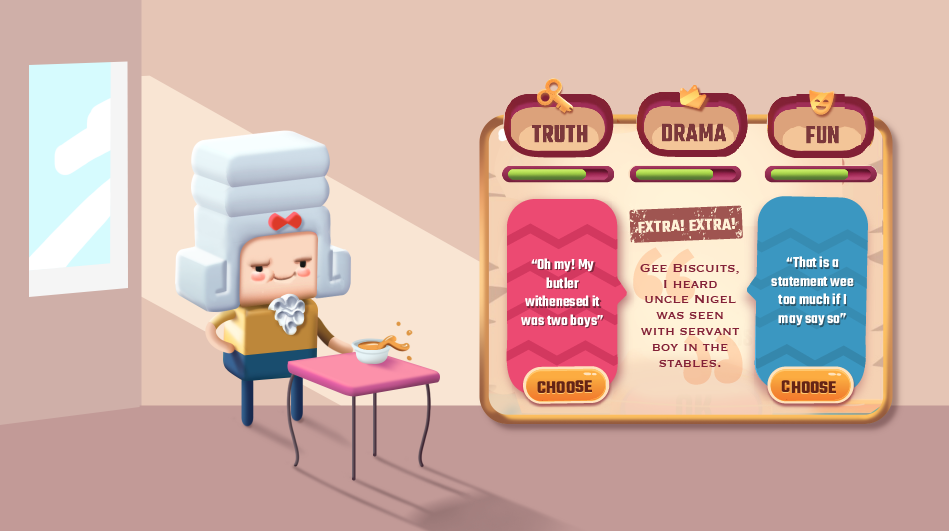 TRUTH
DRAMA
FUN
EXTRA! EXTRA!
"Oh my! My
butler
withenesed it
was two boys"
CHOOSE
GEE BISCUITS,
I HEARD
UNCLE NIGEL
WAS SEEN
WITH SERVANT
BOY IN THE
STABLES.
"That is a
statement wee
too much if I
may say so"
CHOOSE